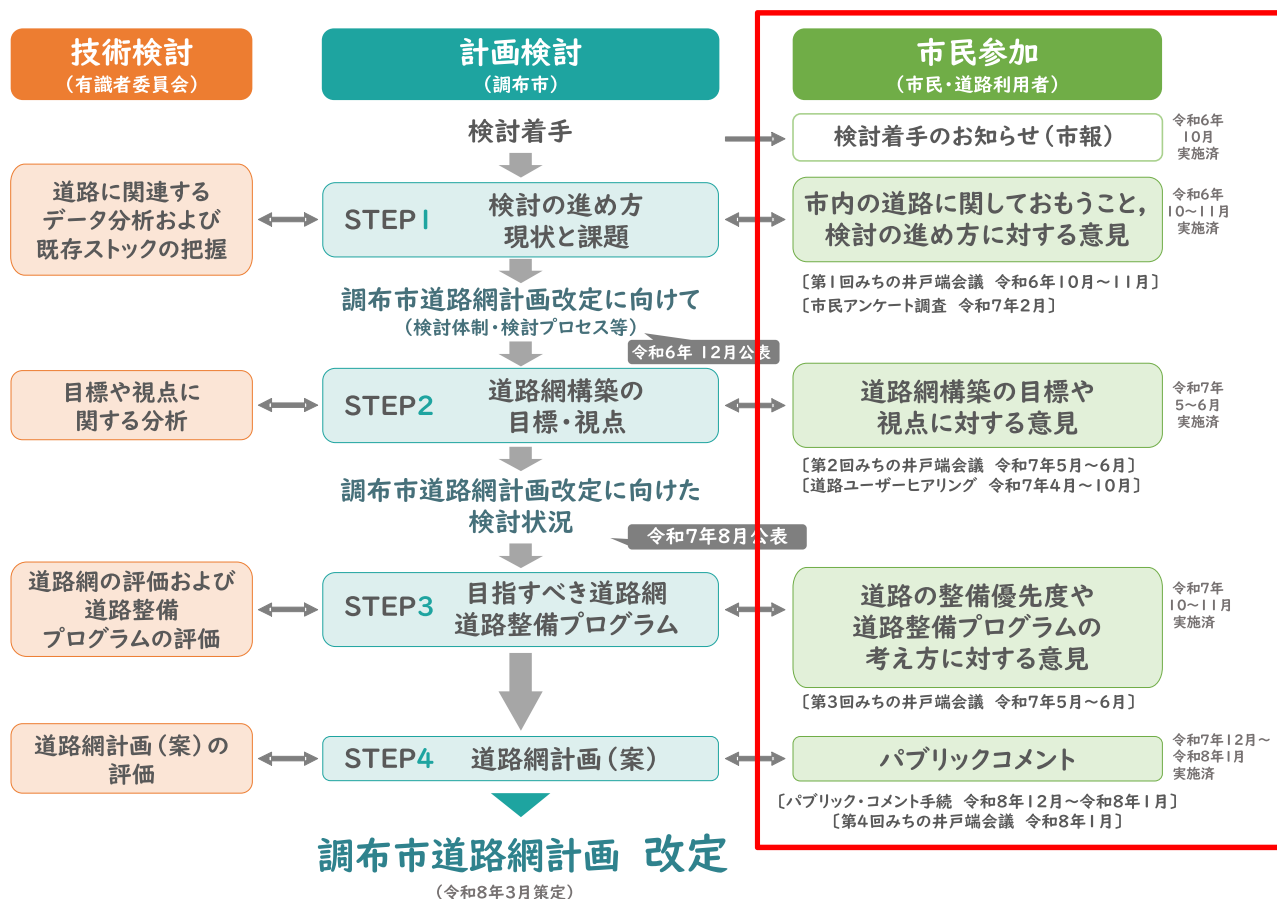 技術検討
（有識者委員会）
計画検討
（調布市）
市民参加
（市民・道路利用者）
検討着手
検討着手のお知らせ（市報）
令和6年
10月
実施済
道路に関連する
データ分析および
既存ストックの把握
STEP1
検討の進め方
現状と課題
市内の道路に関しておもうこと，
検討の進め方に対する意見
令和6年
10～11月
実施済
〔第1回みちの井戸端会議 令和6年10月～11月〕
〔市民アンケート調査 令和7年2月〕
調布市道路網計画改定に向けて
（検討体制・検討プロセス等）
令和6年 12月公表
目標や視点に
関する分析
STEP2
道路網構築の
目標・視点
道路網構築の目標や
視点に対する意見
令和7年
5～6月
実施済
〔第2回みちの井戸端会議 令和7年5月～6月〕
〔道路ユーザーヒアリング 令和7年4月～10月〕
調布市道路網計画改定に向けた
検討状況
令和7年8月公表
道路網の評価および
道路整備
プログラムの評価
STEP3
目指すべき道路網
道路整備プログラム
道路の整備優先度や
道路整備プログラムの
考え方に対する意見
令和7年
10～11月
実施済
〔第3回みちの井戸端会議 令和7年5月～6月〕
道路網計画（案）の
評価
STEP4
道路網計画（案）
パブリックコメント
令和7年12月～
令和8年1月
実施済
〔パブリック・コメント手続 令和8年12月～令和8年1月〕
〔第4回みちの井戸端会議 令和8年1月〕
調布市道路網計画 改定
（令和8年3月策定）